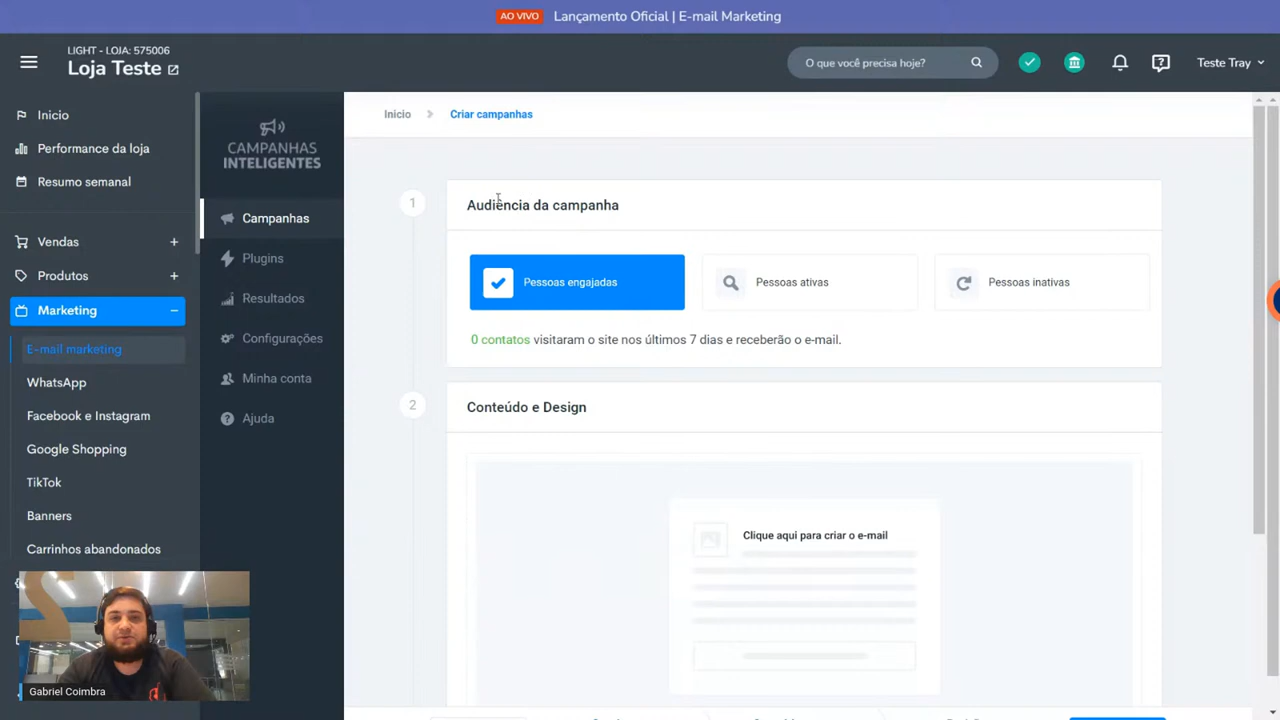 AO VIVO Lançamento Oficial | E-mail Marketing
LIGHT - LOJA: 575006
Loja Teste
O que você precisa hoje?
Teste Tray
Inicio
Performance da loja
Resumo semanal
Vendas
Produtos
Marketing
E-mail marketing
WhatsApp
Facebook e Instagram
Google Shopping
TikTok
Banners
Carrinhos abandonados
Gabriel Coimbra
CAMPANHAS
INTELIGENTES
Campanhas
Plugins
Resultados
Configurações
Minha conta
Ajuda
Inicio Criar campanhas
1
Audiência da campanha
Pessoas engajadas
Pessoas ativas
Pessoas inativas
0 contatos visitaram o site nos últimos 7 dias e receberão o e-mail.
2
Conteúdo e Design
Clique aqui para criar o e-mail